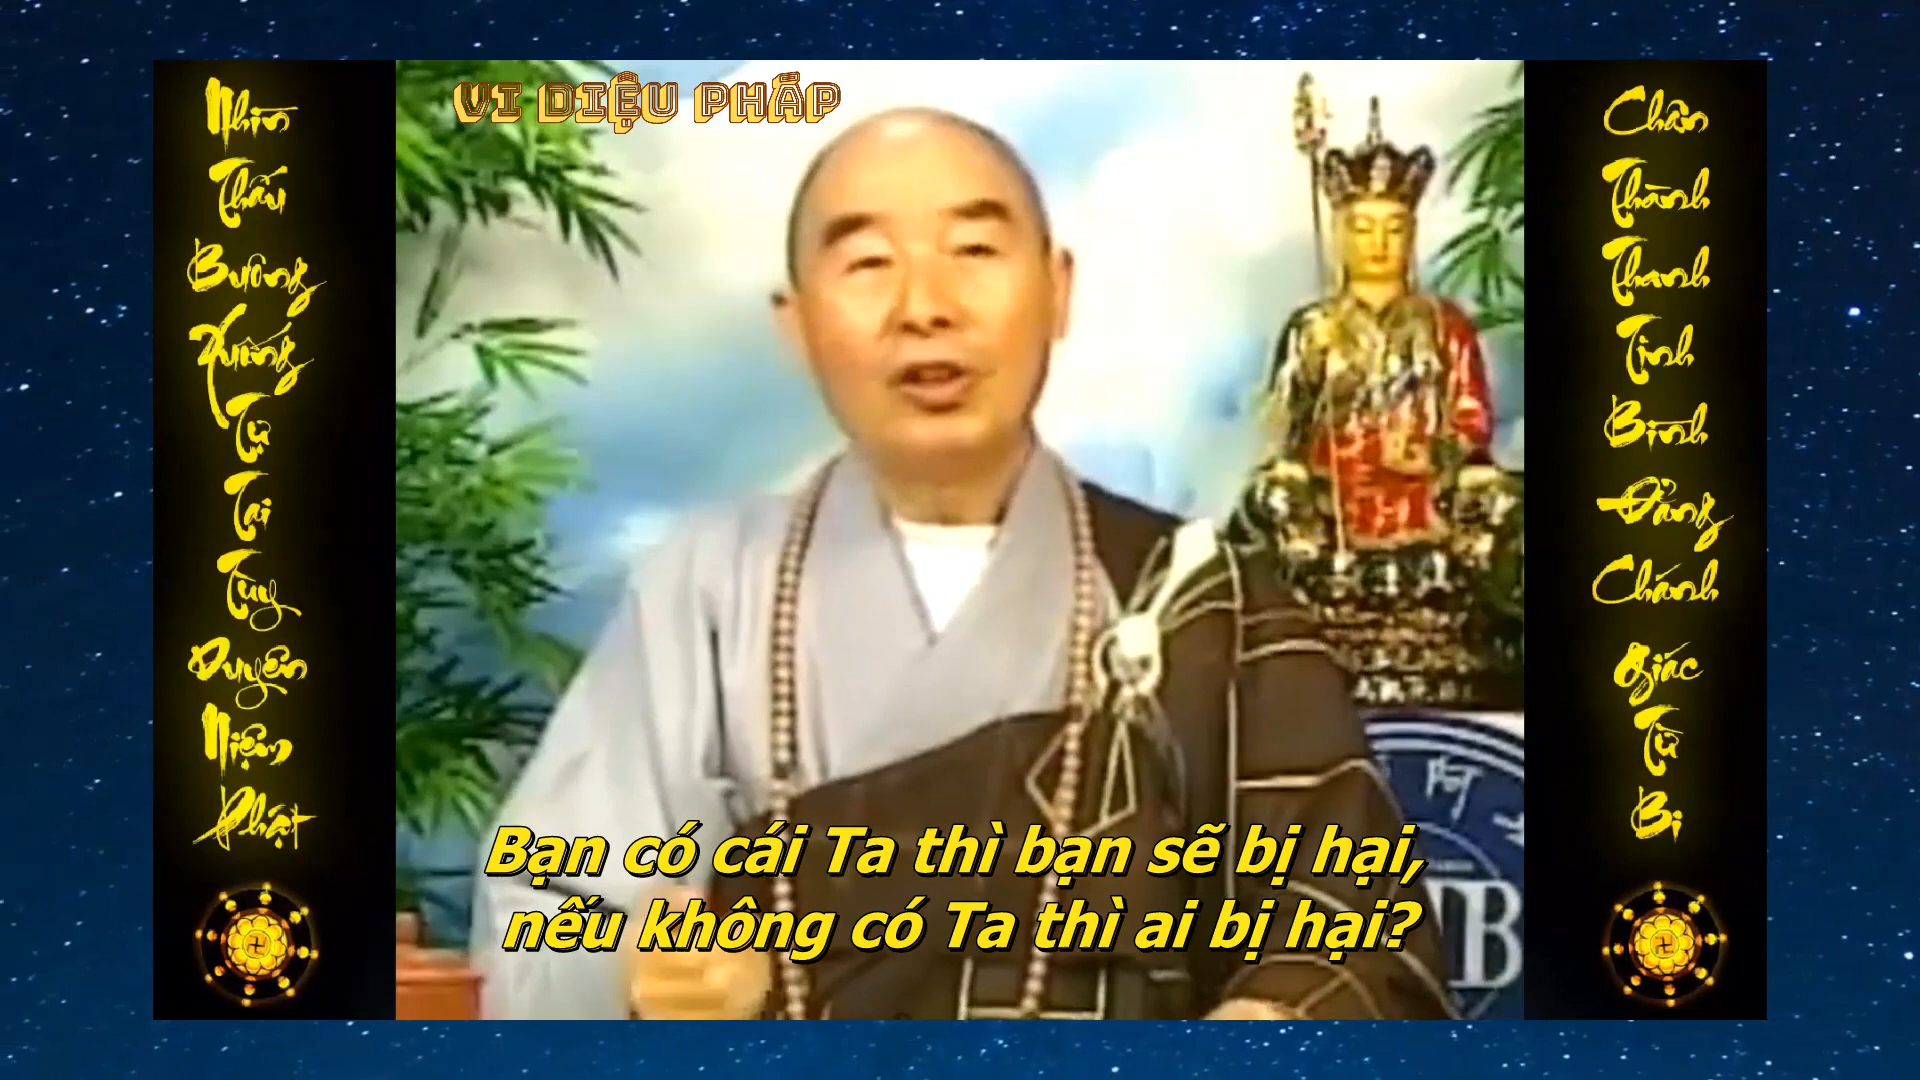 VI DIỆU PHÁP
Nhìn
Thấu
Buông
Xuống
Tự
Tại
Tùy
Duyên
Niệm
Phật
Chân
Thành
Thanh
Tịnh
Bình
Đẳng
Chánh
Giác
Từ
Bi
Bạn có cái Ta thì bạn sẽ bị hại,
nếu không có Ta thì ai bị hại?